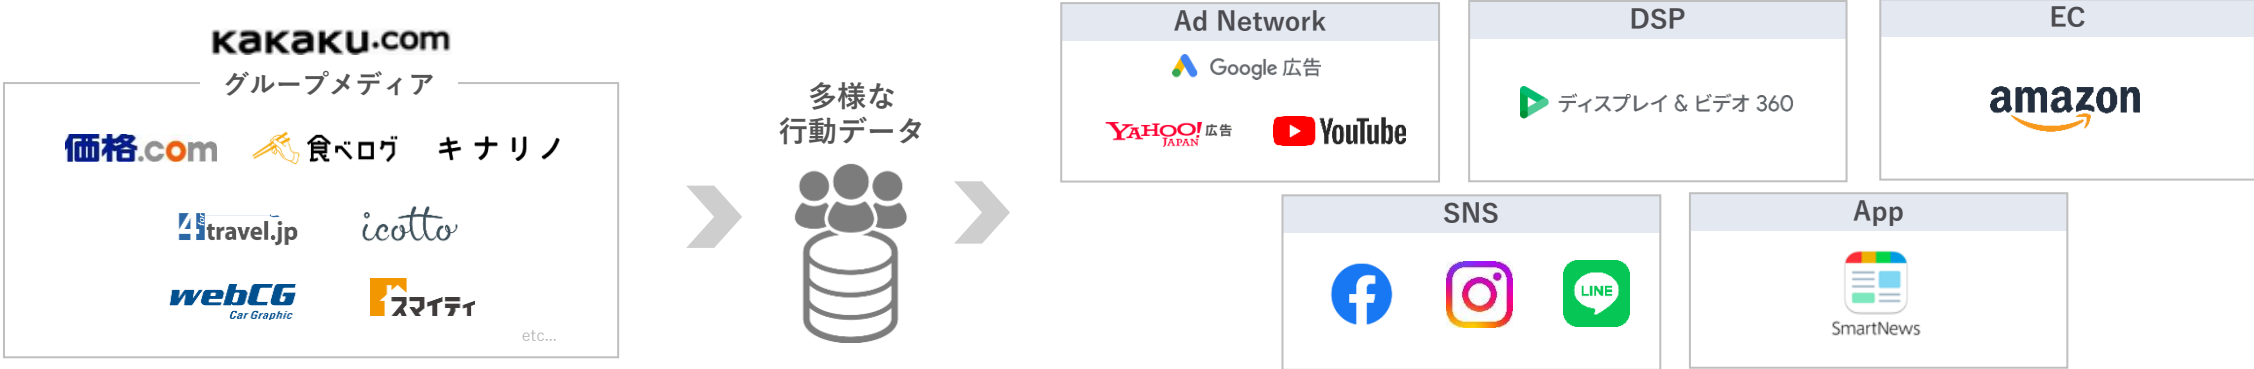 KaKaKu.com
グループメディア
価格.com
食べログ
キナリノ
4travel.jp
icotto
webCG
Car Graphic
スマイティ
etc...
多様な
行動データ
Ad Network
Google 広告
YAHOO! 広告
JAPAN
YouTube
DSP
ディスプレイ & ビデオ 360
EC
amazon
SNS
LINE
App
SmartNews